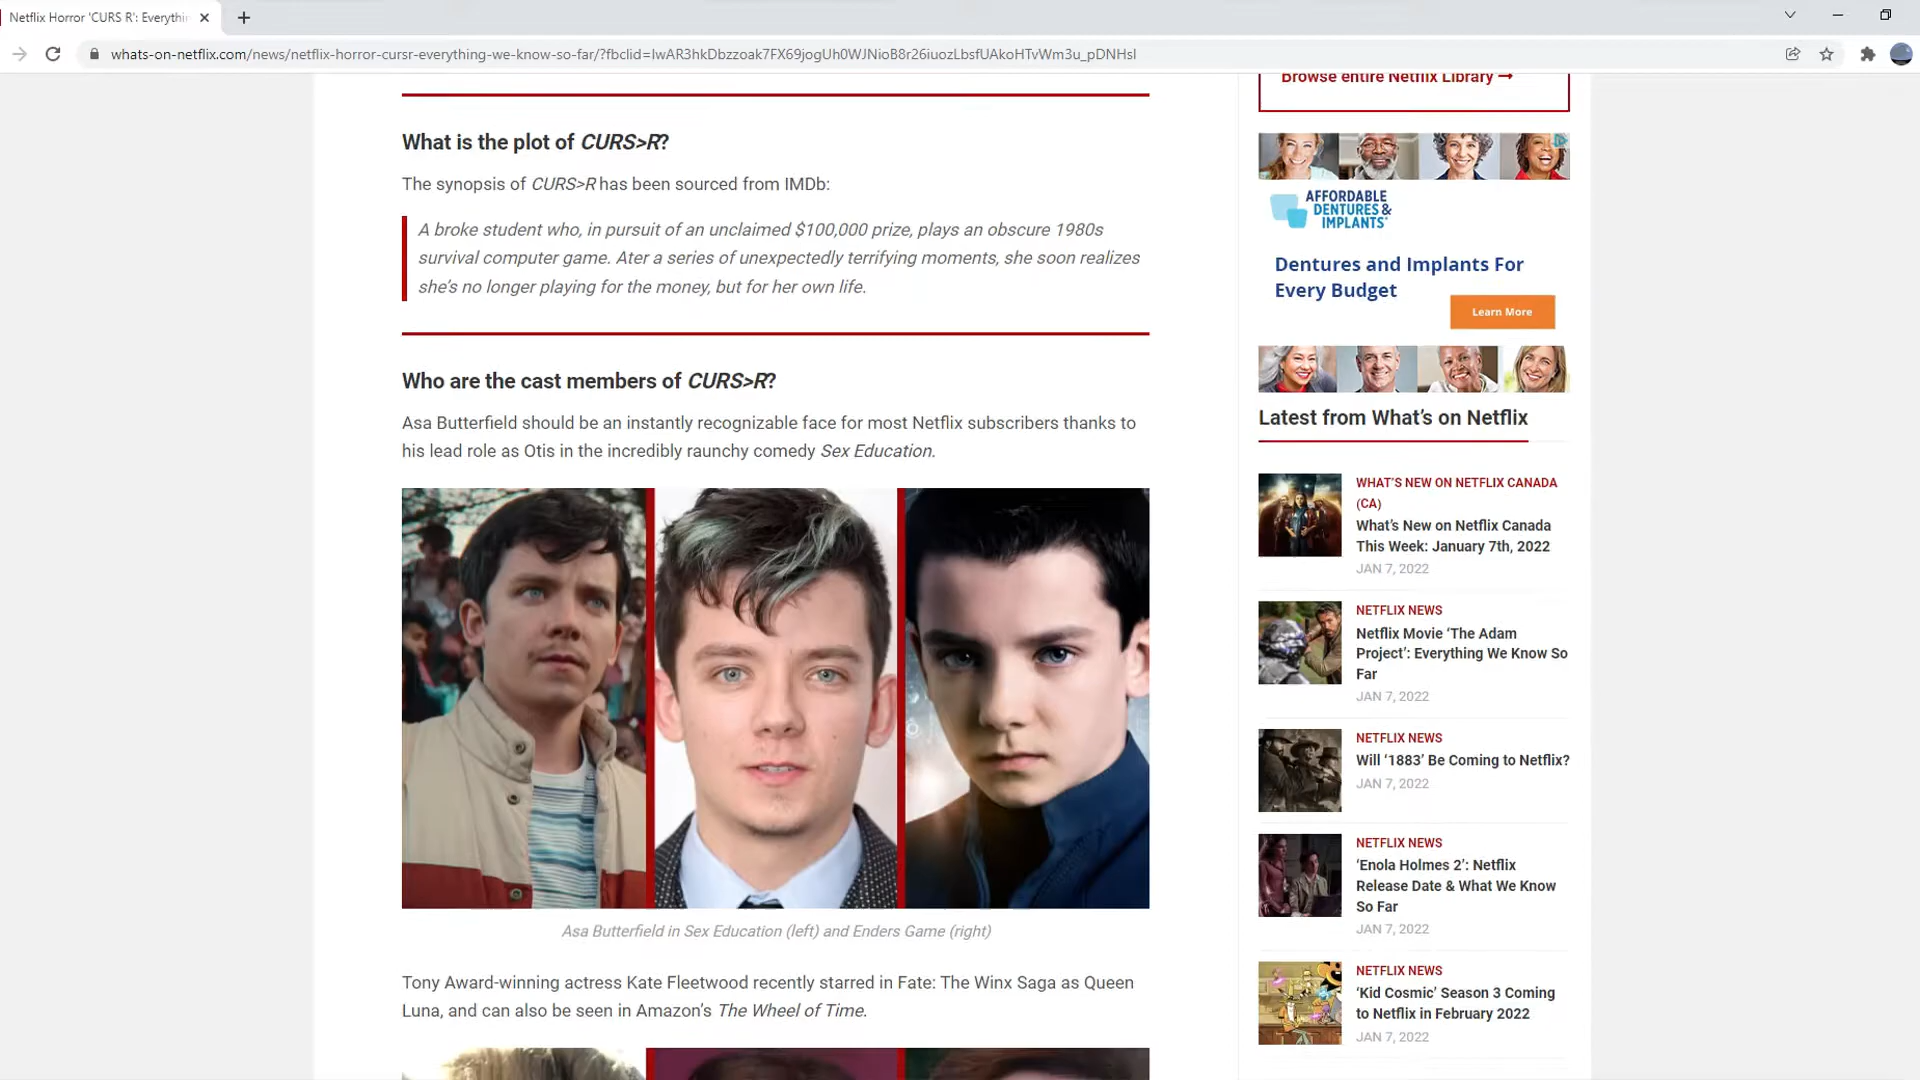 Netflix Horror 'CURS R': Everythin
whats-on-netflix.com/news/netflix-horror-cursr-everything-we-know-so-far/?fbclid=IwAR3hkDbzzoak7FX69jogUh0WJNioB8r26iuozLbsfUAkoHTvWm3u_pDNHsI
What is the plot of CURS>R?
The synopsis of CURS>R has been sourced from IMDb:
A broke student who, in pursuit of an unclaimed $100,000 prize, plays an obscure 1980s
survival computer game. Ater a series of unexpectedly terrifying moments, she soon realizes
she's no longer playing for the money, but for her own life.
Who are the cast members of CURS>R?
Asa Butterfield should be an instantly recognizable face for most Netflix subscribers thanks to
his lead role as Otis in the incredibly raunchy comedy Sex Education.
Asa Butterfield in Sex Education (left) and Enders Game (right)
Tony Award-winning actress Kate Fleetwood recently starred in Fate: The Winx Saga as Queen
Luna, and can also be seen in Amazon's The Wheel of Time.
Browse entire Netflix Library →
AFFORDABLE
DENTURES &
IMPLANTS
Dentures and Implants For
Every Budget
Learn More
Latest from What's on Netflix
WHAT'S NEW ON NETFLIX CANADA
(CA)
What's New on Netflix Canada
This Week: January 7th, 2022
JAN 7, 2022
NETFLIX NEWS
Netflix Movie 'The Adam
Project': Everything We Know So
Far
JAN 7, 2022
NETFLIX NEWS
Will '1883' Be Coming to Netflix?
JAN 7, 2022
NETFLIX NEWS
'Enola Holmes 2': Netflix
Release Date & What We Know
So Far
JAN 7, 2022
NETFLIX NEWS
'Kid Cosmic' Season 3 Coming
to Netflix in February 2022
JAN 7, 2022